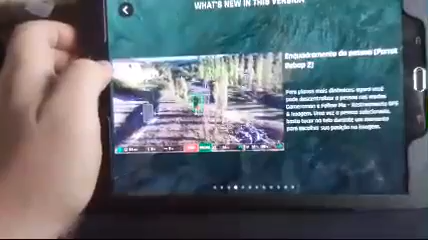 WHAT'S NEW IN THIS VERSION
Enquadramento da pessoa (Parrot
Bebop 2)
Para planos mais dinâmicos, agora você
pode descentralizar a pessoa nos modos
Cameraman e Follow Me - Rastreamento GPS
& Imagem. Uma vez a pessoa selecionada,
basta tocar na tela durante um momento
para escolher sua posição na imagem.